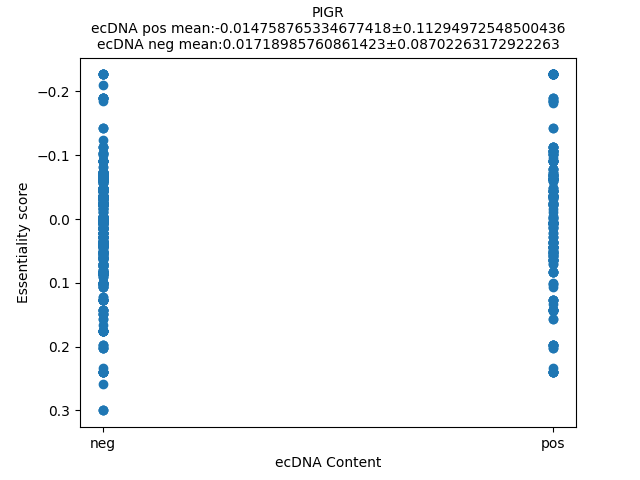 PIGR
ecDNA pos mean:-0.014758765334677418±0.11294972548500436
ecDNA neg mean:0.01718985760861423±0.08702263172922263
−0.2
−0.1
0.0
0.1
0.2
0.3
Essentiality score
neg
pos
ecDNA Content